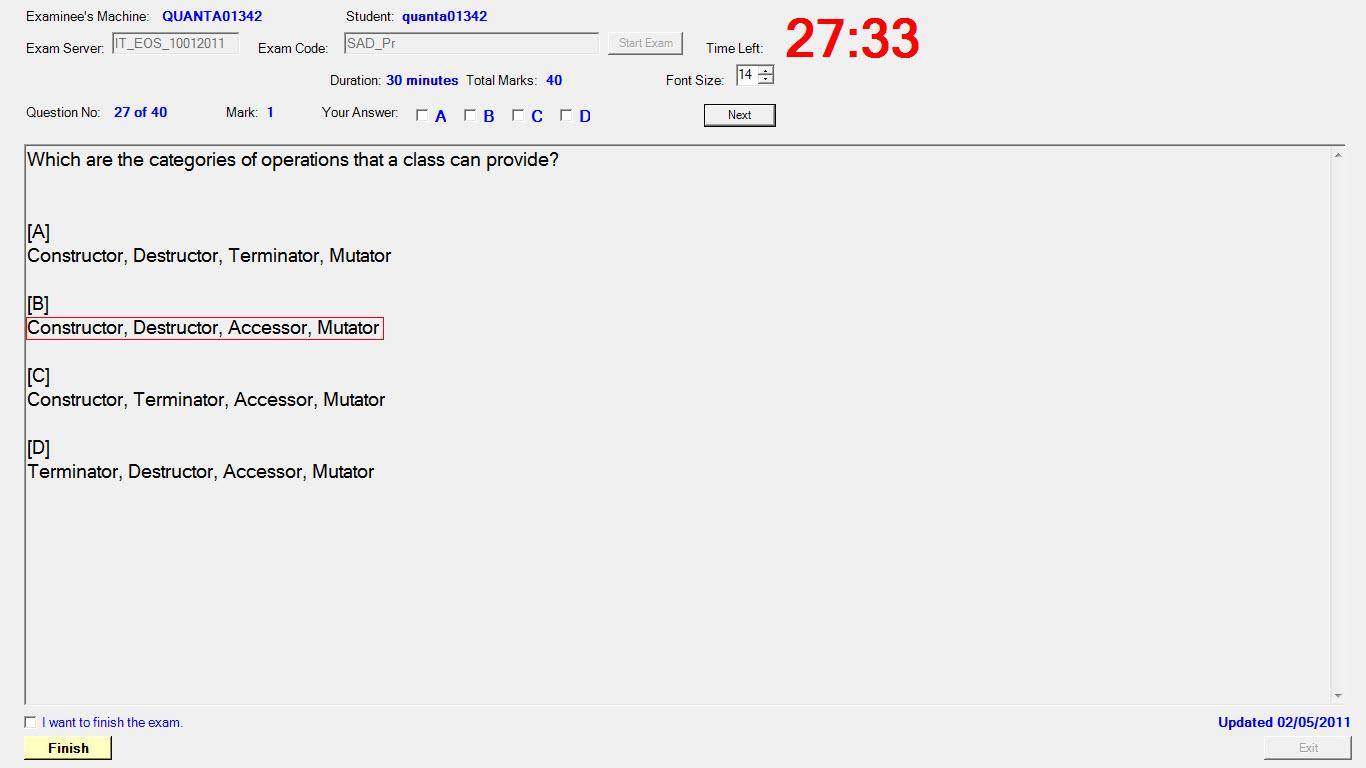 Examinee's Machine: QUANTA01342 Student: quanta01342
Exam Server: IT_EOS_10012011 Exam Code: SAD_Pr Start Exam Time Left: 27:33
Duration: 30 minutes Total Marks: 40 Font Size: 14
Question No: 27 of 40 Mark: 1 Your Answer: A B C D Next
Which are the categories of operations that a class can provide?
[A]
Constructor, Destructor, Terminator, Mutator
[B]
Constructor, Destructor, Accessor, Mutator
[C]
Constructor, Terminator, Accessor, Mutator
[D]
Terminator, Destructor, Accessor, Mutator
I want to finish the exam. Updated 02/05/2011
Finish Exit